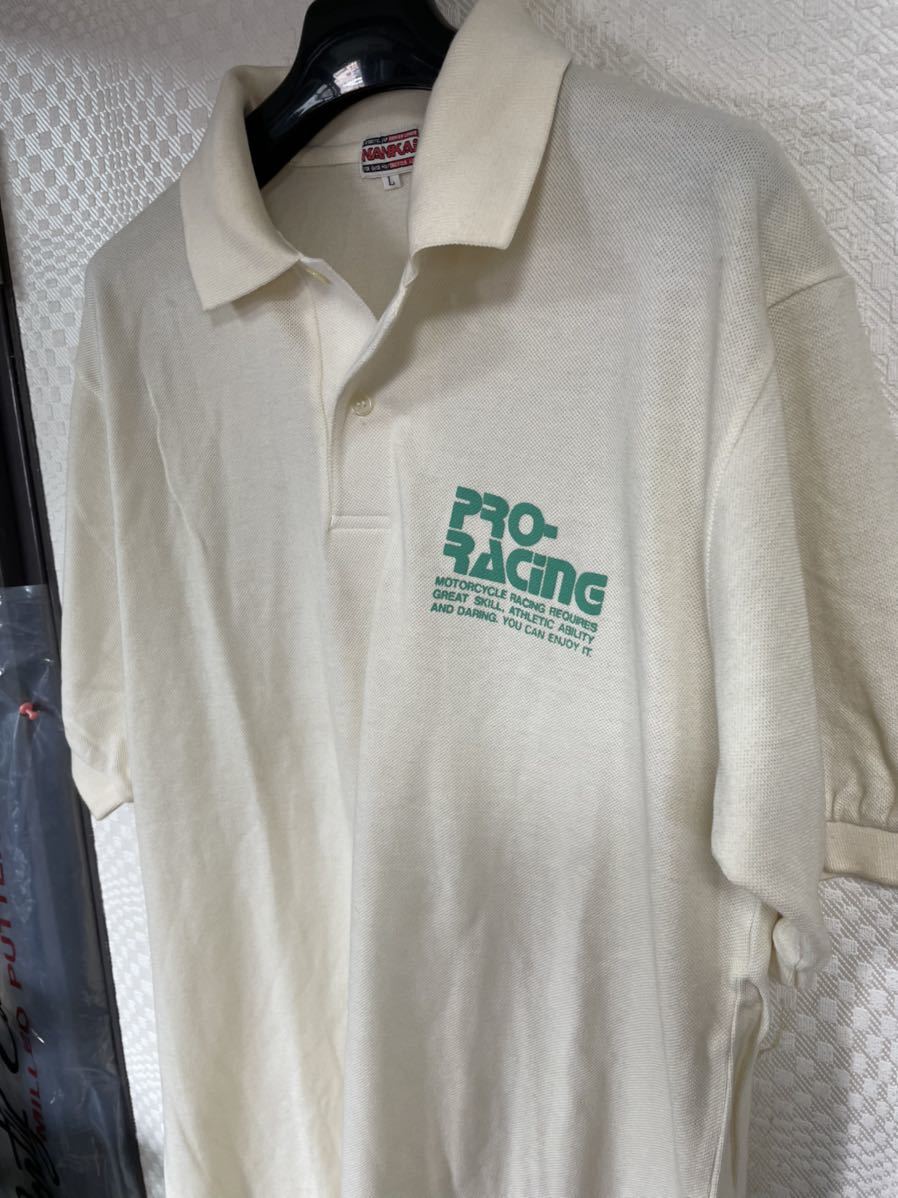 NANKAI
L
PRO-
RACING
MOTORCYCLE RACING REQUIRES
GREAT SKILL, ATHLETIC ABILITY
AND DARING. YOU CAN ENJOY IT.